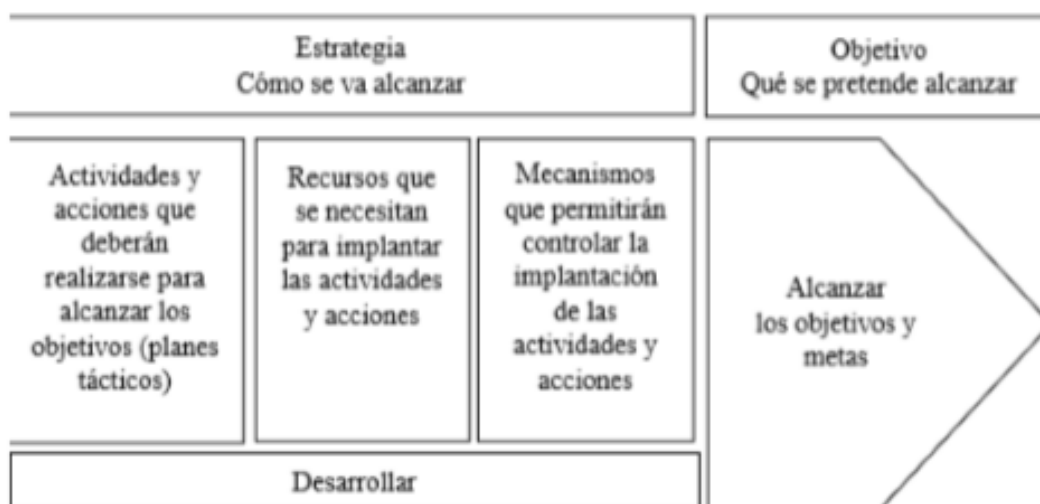 Estrategia
Cómo se va alcanzar
Objetivo
Qué se pretende alcanzar
Actividades y
acciones que
deberán
realizarse para
alcanzar los
objetivos (planes
tácticos)
Recursos que
se necesitan
para implantar
las actividades
y acciones
Mecanismos
que permitirán
controlar la
implantación
de las
actividades y
acciones
Alcanzar
los objetivos y
metas
Desarrollar